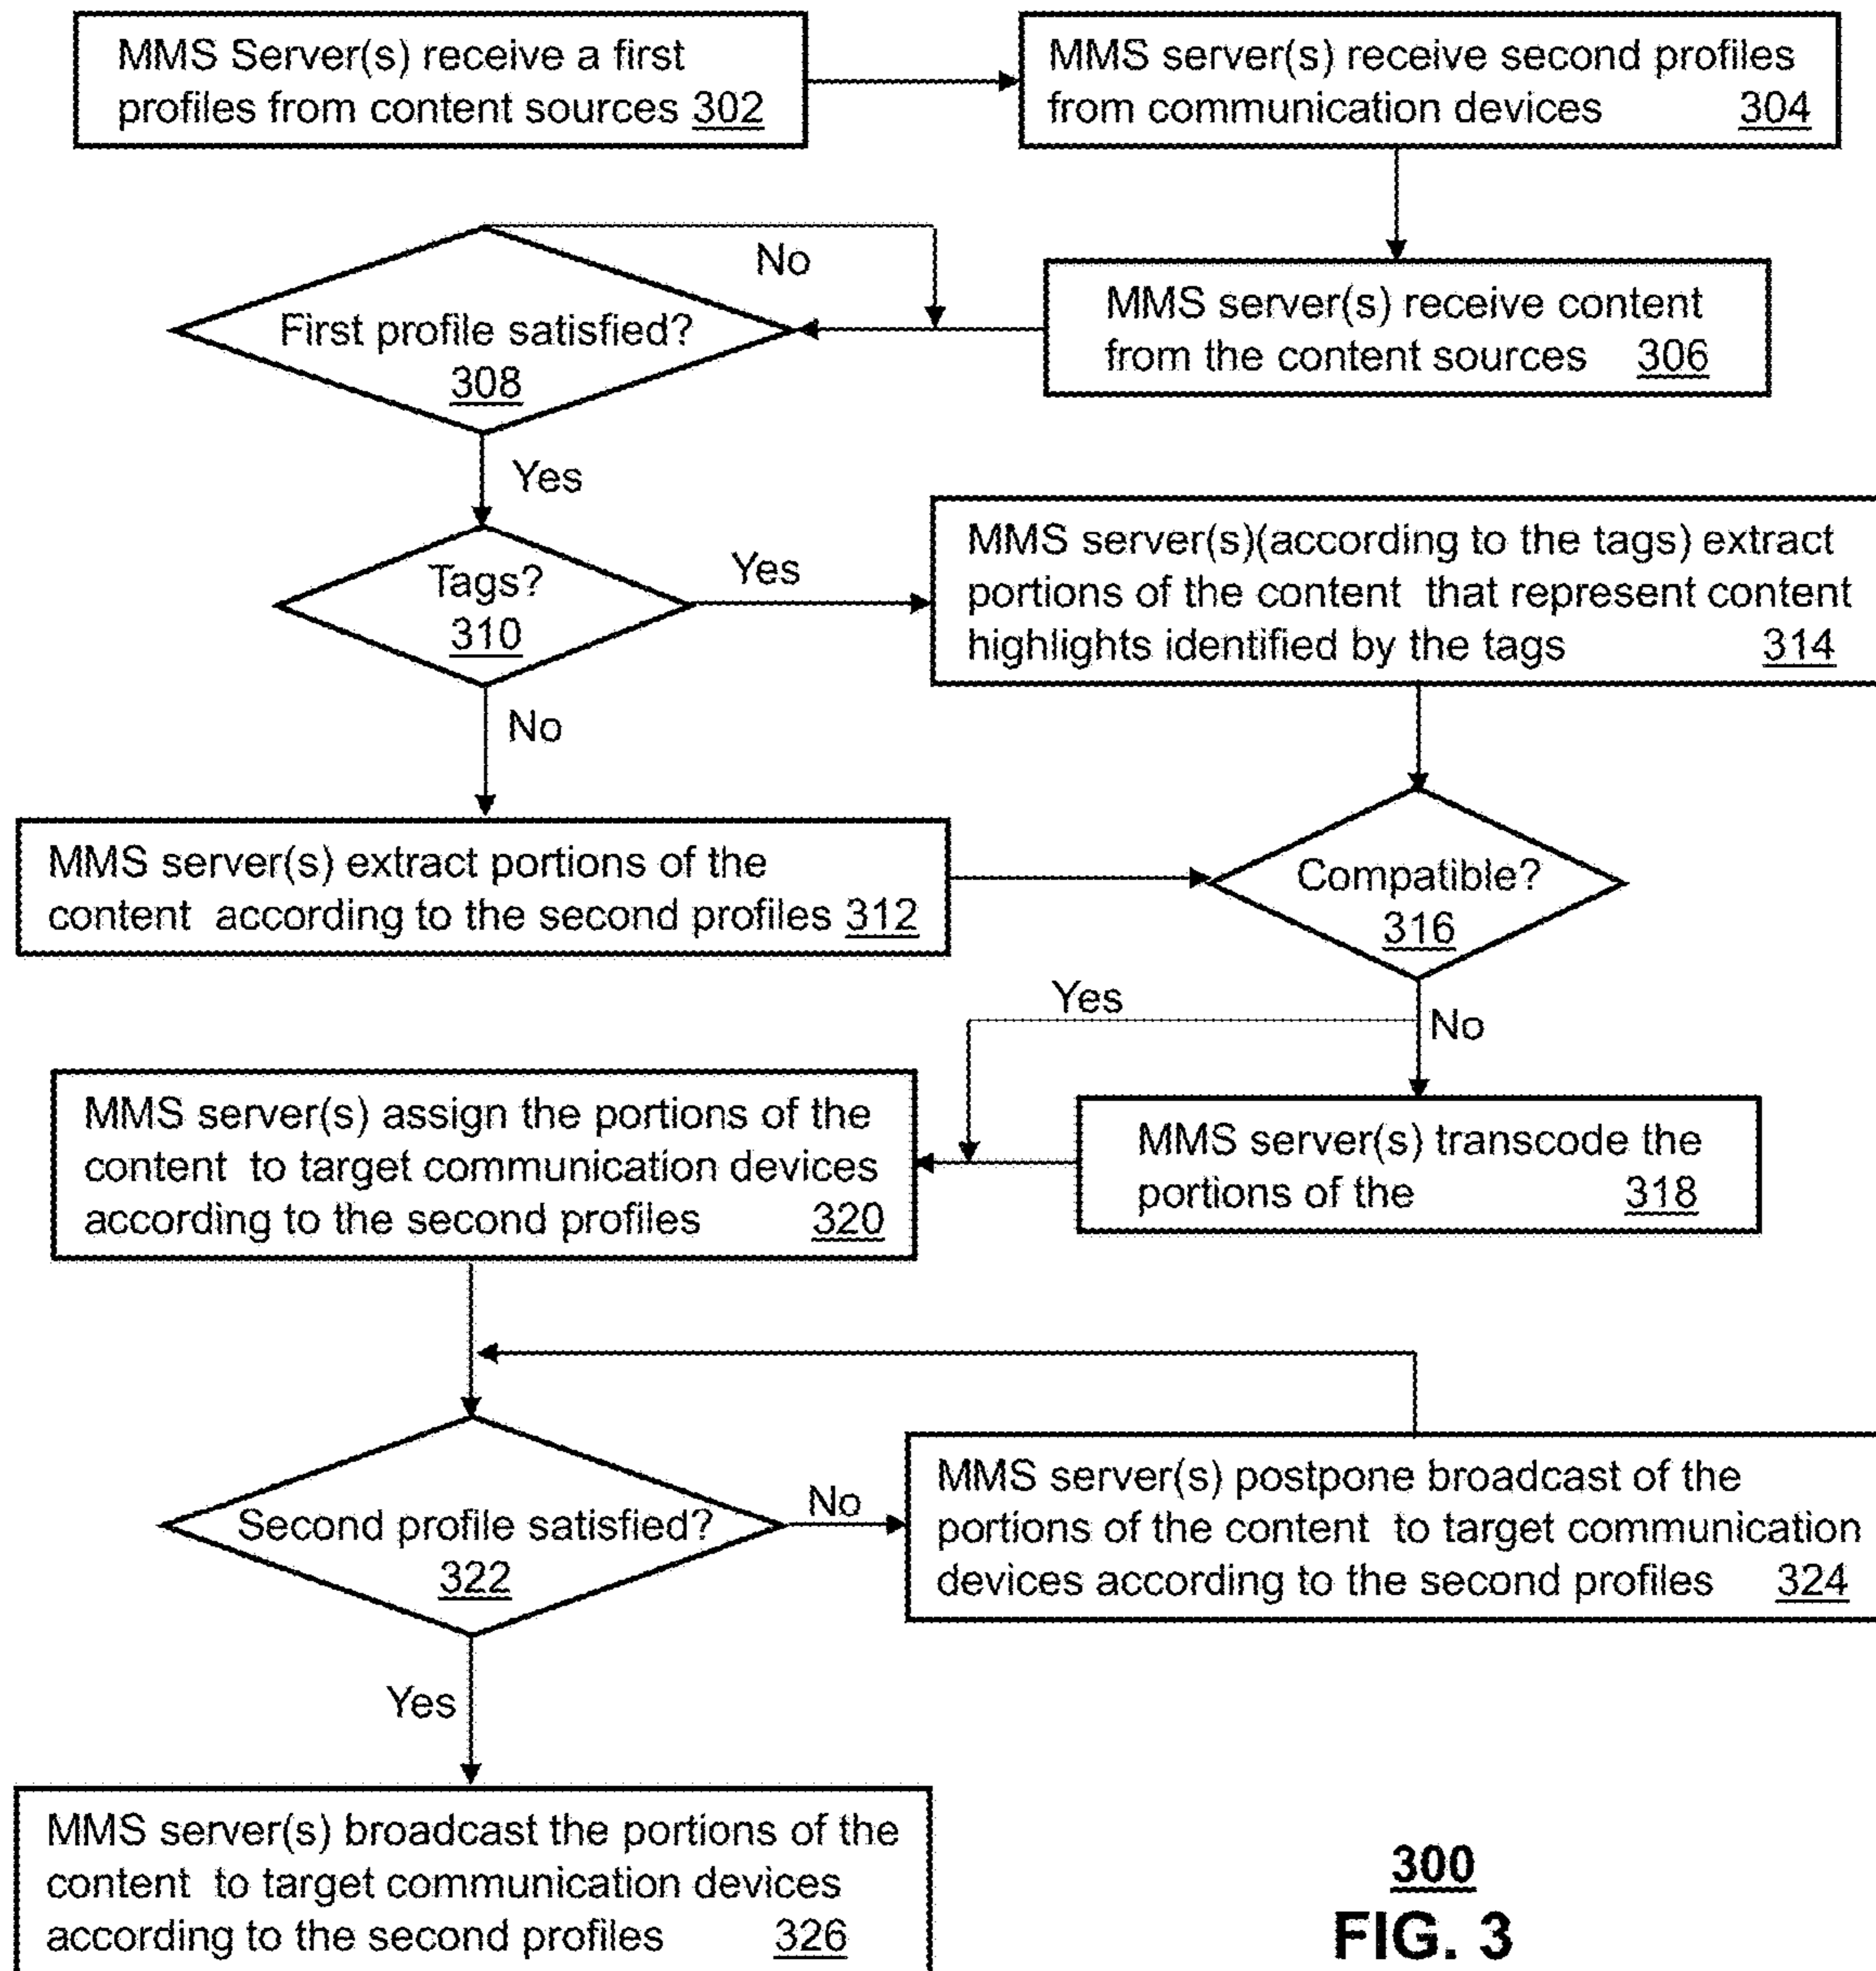 MMS Server(s) receive a first
profiles from content sources 302
MMS server(s) receive second profiles
from communication devices 304
No
First profile satisfied?
308
MMS server(s) receive content
from the content sources 306
Yes
Tags?
310
Yes
MMS server(s)(according to the tags) extract
portions of the content that represent content
highlights identified by the tags 314
No
MMS server(s) extract portions of the
content according to the second profiles 312
Compatible?
316
Yes
No
MMS server(s) assign the portions of the
content to target communication devices
according to the second profiles 320
MMS server(s) transcode the
portions of the 318
Second profile satisfied?
322
No
MMS server(s) postpone broadcast of the
portions of the content to target communication
devices according to the second profiles 324
Yes
MMS server(s) broadcast the portions of the
content to target communication devices
according to the second profiles 326
300
FIG. 3